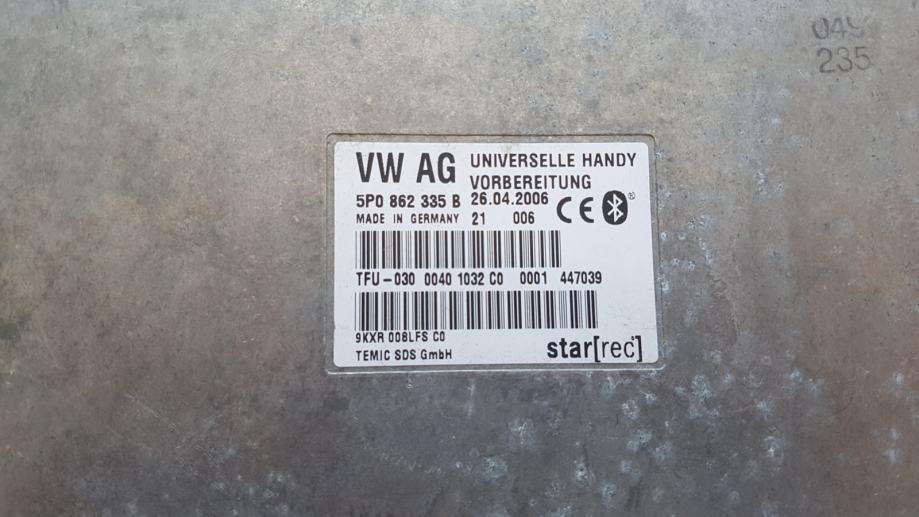 235
VW AG UNIVERSELLE HANDY
VORBEREITUNG
5P0 862 335 B 26.04.2006
MADE IN GERMANY 21 006 CE
TFU-030 0040 1032 C0 0001 447039
9KXR 008LFS C0
TEMIC SDS GmbH star[rec]